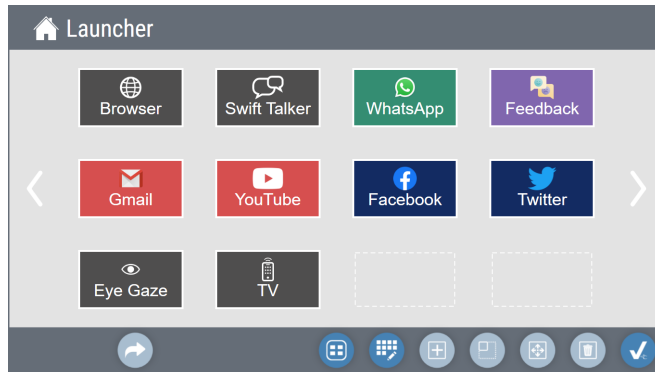 Launcher
Browser
Swift Talker
WhatsApp
Feedback
Gmail
YouTube
Facebook
Twitter
Eye Gaze
TV